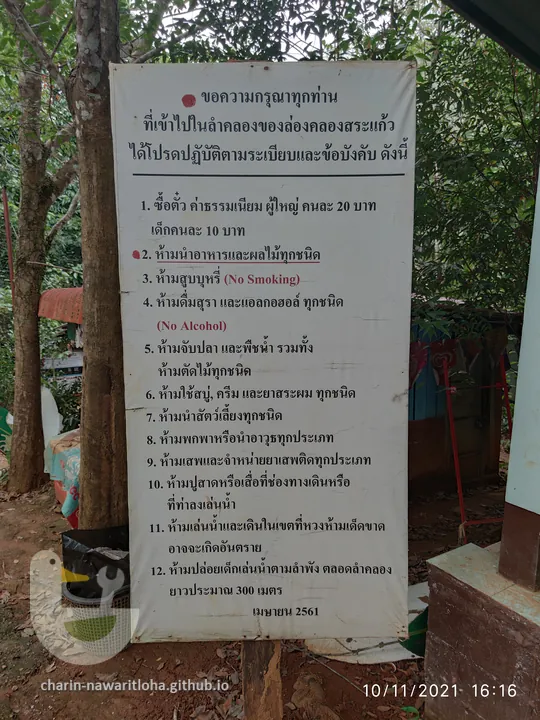 ขอความกรุณาทุกท่าน
ที่เข้าไปในลำคลองของล่องคลองสระแก้ว
ได้โปรดปฏิบัติตามระเบียบและข้อบังคับ ดังนี้
1. ซื้อตั๋ว ค่าธรรมเนียม ผู้ใหญ่ คนละ 20 บาท
เด็กคนละ 10 บาท
2. ห้ามนำอาหารและผลไม้ทุกชนิด
3. ห้ามสูบบุหรี่ (No Smoking)
4. ห้ามดื่มสุรา และแอลกอฮอล์ ทุกชนิด
(No Alcohol)
5. ห้ามจับปลา และพืชน้ำ รวมทั้ง
ห้ามตัดไม้ทุกชนิด
6. ห้ามใช้สบู่, ครีม และยาสระผม ทุกชนิด
7. ห้ามนำสัตว์เลี้ยงทุกชนิด
8. ห้ามพกพาหรือนำอาวุธทุกประเภท
9. ห้ามเสพและจำหน่ายยาเสพติดทุกประเภท
10. ห้ามปูสาดหรือเสื่อที่ช่องทางเดินหรือ
ที่ท่าลงเล่นน้ำ
11. ห้ามเล่นน้ำและเดินในเขตที่หวงห้ามเด็ดขาด
อาจจะเกิดอันตราย
12. ห้ามปล่อยเด็กเล่นน้ำตามลำพัง ตลอดลำคลอง
ยาวประมาณ 300 เมตร
เมษายน 2561
charin-nawaritloha.github.io
10/11/2021 16:16